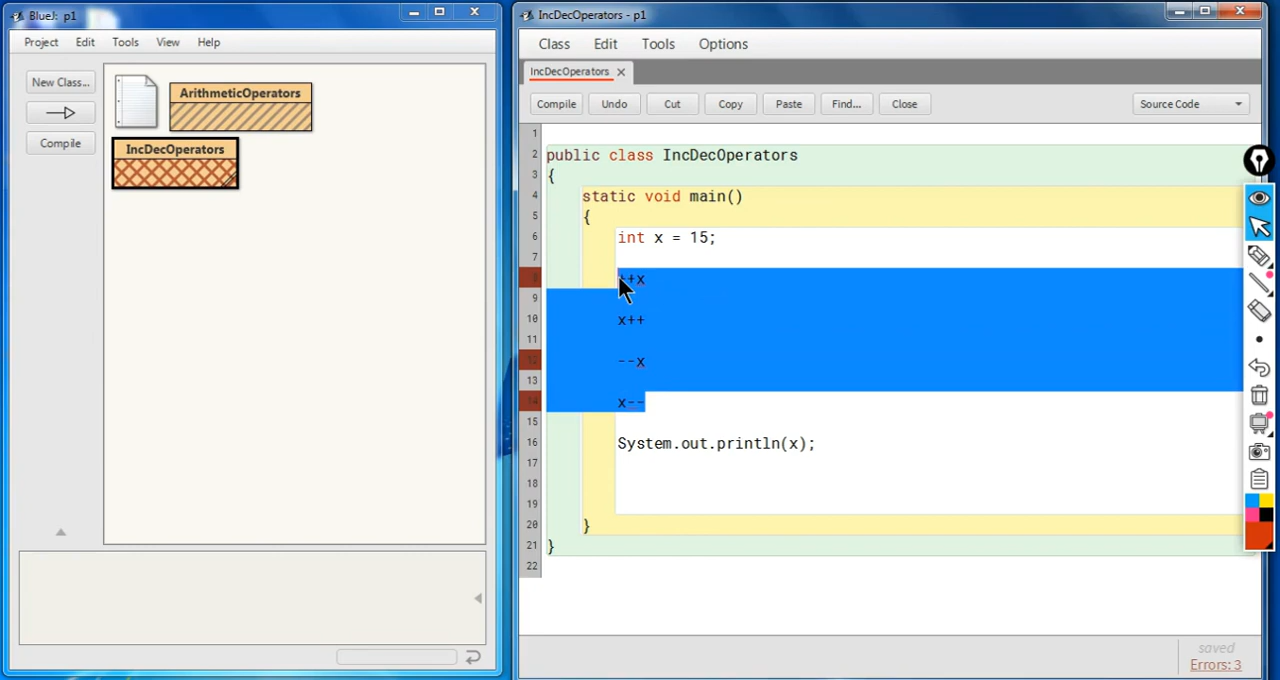 BlueJ: p1
Project Edit Tools View Help
New Class...
Compile
ArithmeticOperators
IncDecOperators
IncDecOperators - p1
Class Edit Tools Options
IncDecOperators
Compile Undo Cut Copy Paste Find... Close Source Code
1
2 public class IncDecOperators
3 {
4 static void main()
5 {
6 int x = 15;
7
8 ++x
9
10 x++
11
12 --x
13
14 x--
15
16 System.out.println(x);
17
18
19
20 }
21 }
22
saved
Errors: 3